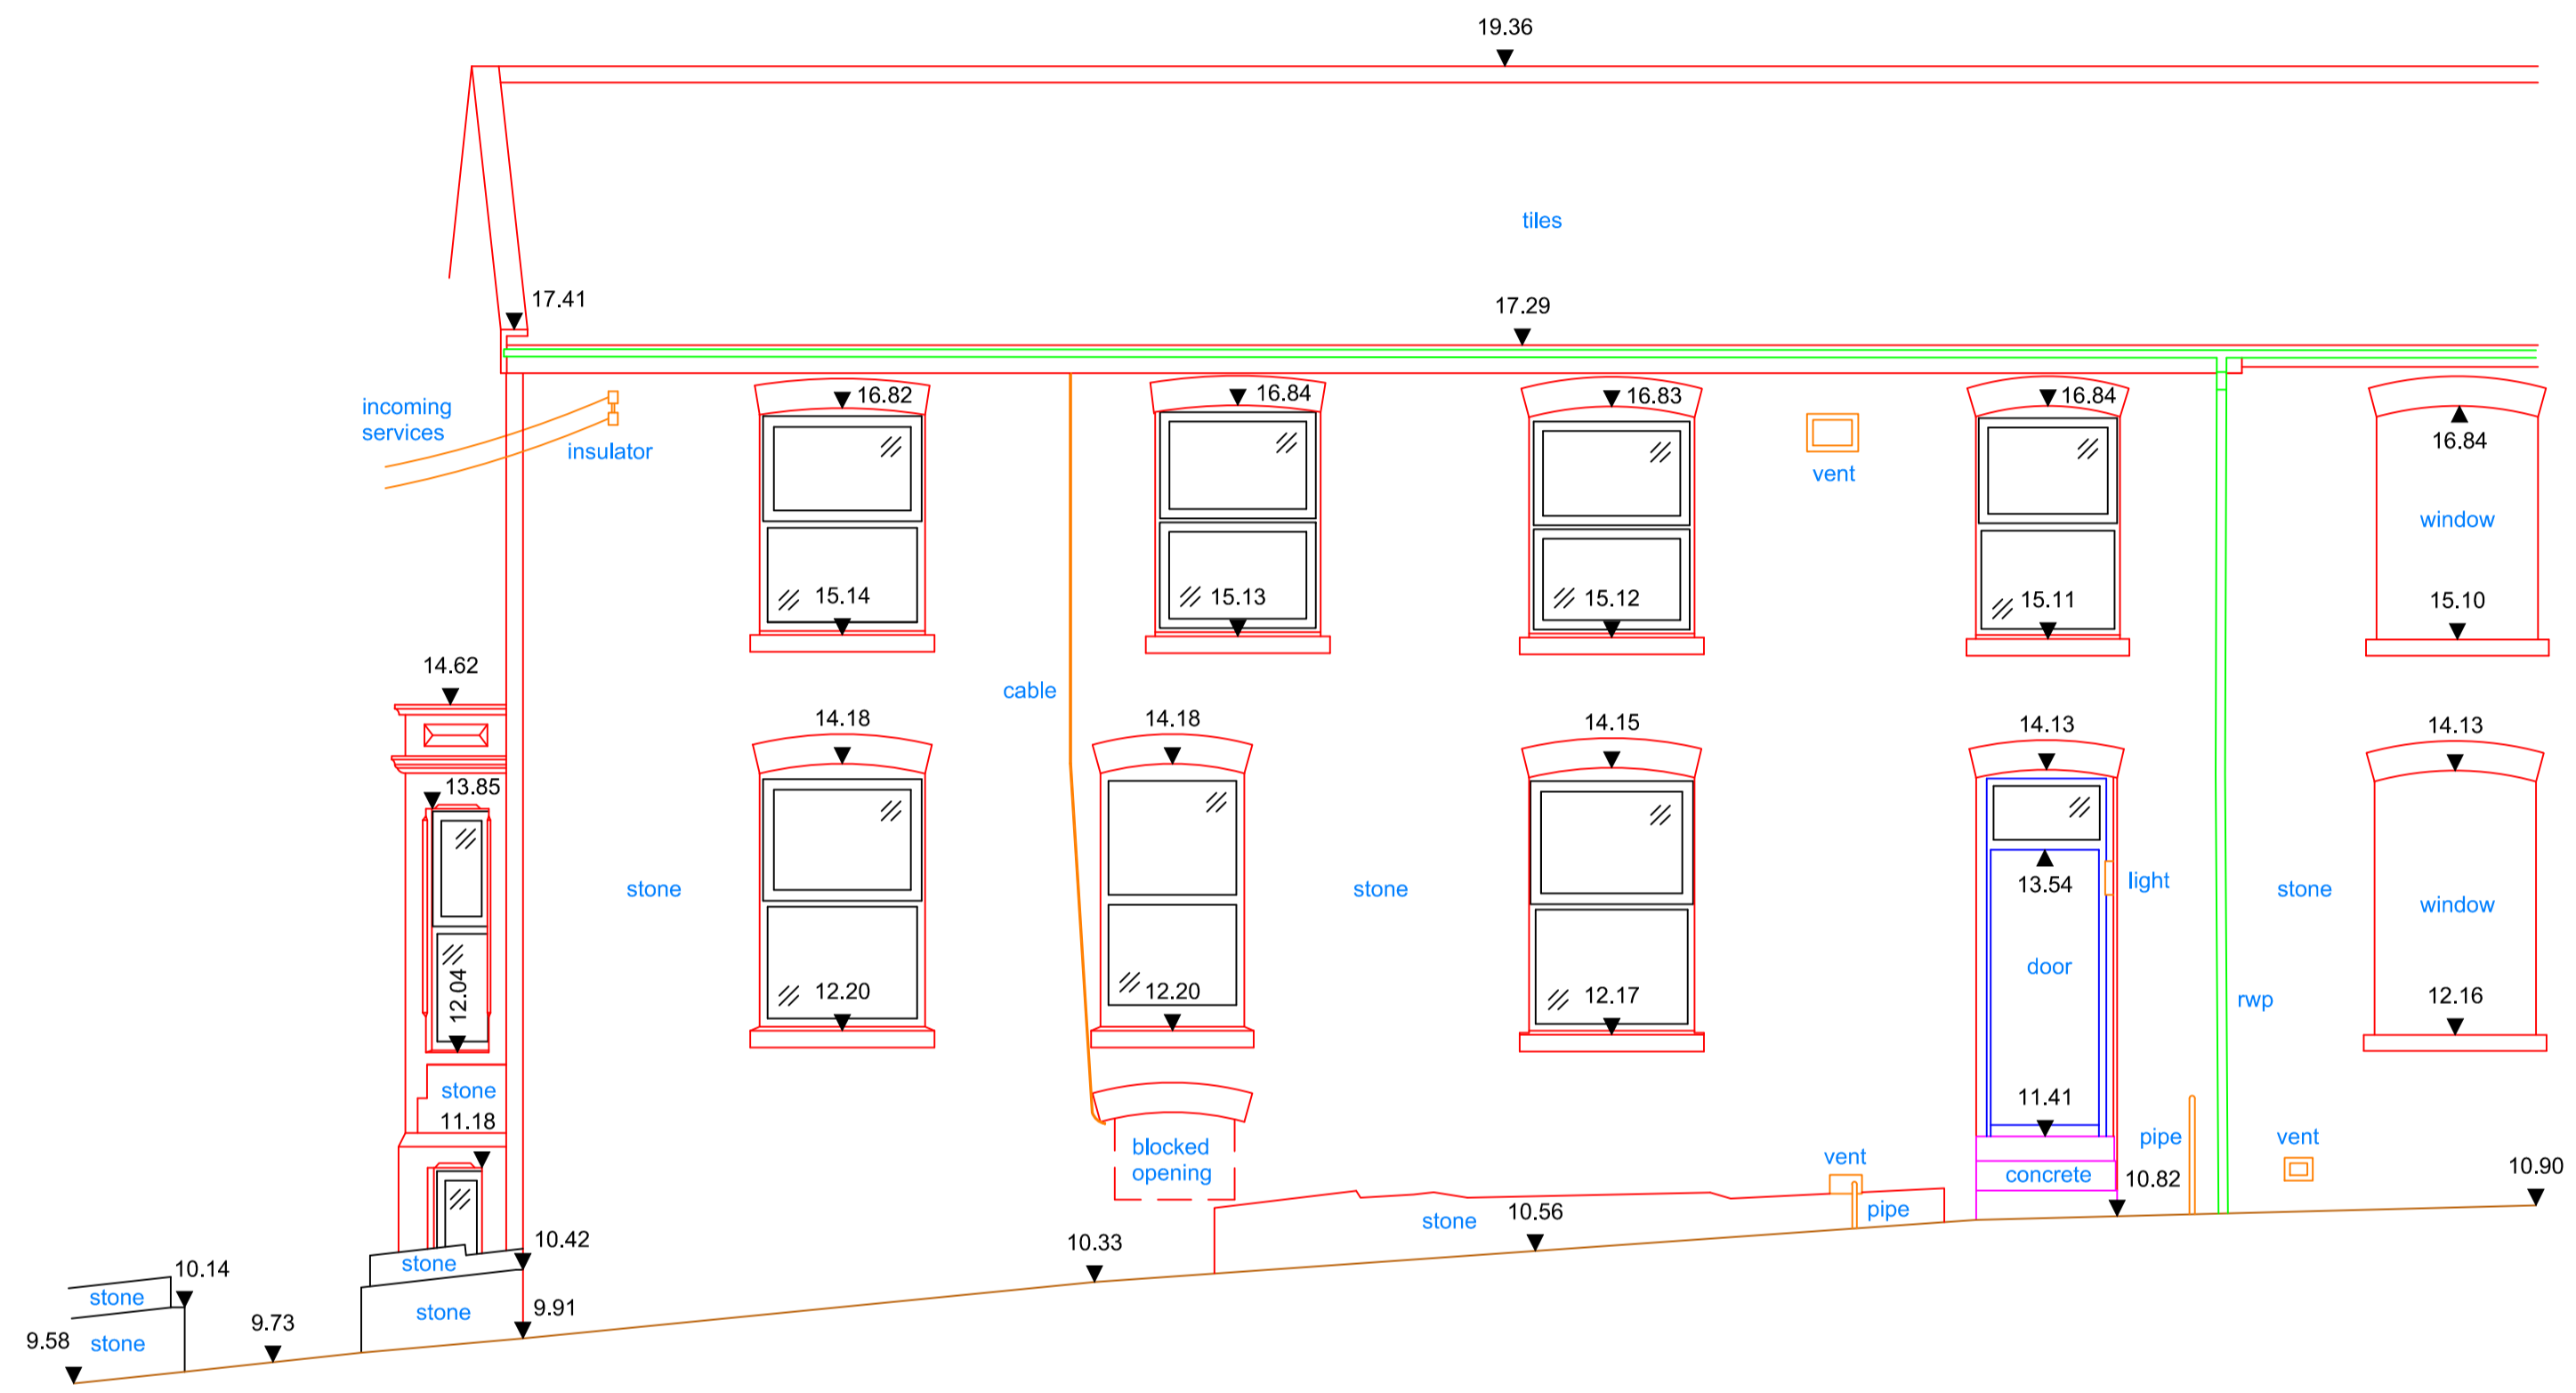 19.36
tiles
17.41
17.29
incoming
services
insulator
16.82
16.84
16.83
16.84
16.84
vent
window
15.14
15.13
15.12
15.11
15.10
14.62
cable
14.18
14.18
14.15
14.13
14.13
13.85
stone
stone
13.54
light
stone
window
door
12.04
12.20
12.20
12.17
rwp
12.16
stone
11.18
11.41
blocked
opening
vent
pipe
vent
concrete
10.82
10.90
stone
10.56
pipe
10.42
10.33
stone
10.14
stone
stone
9.91
9.73
9.58
stone